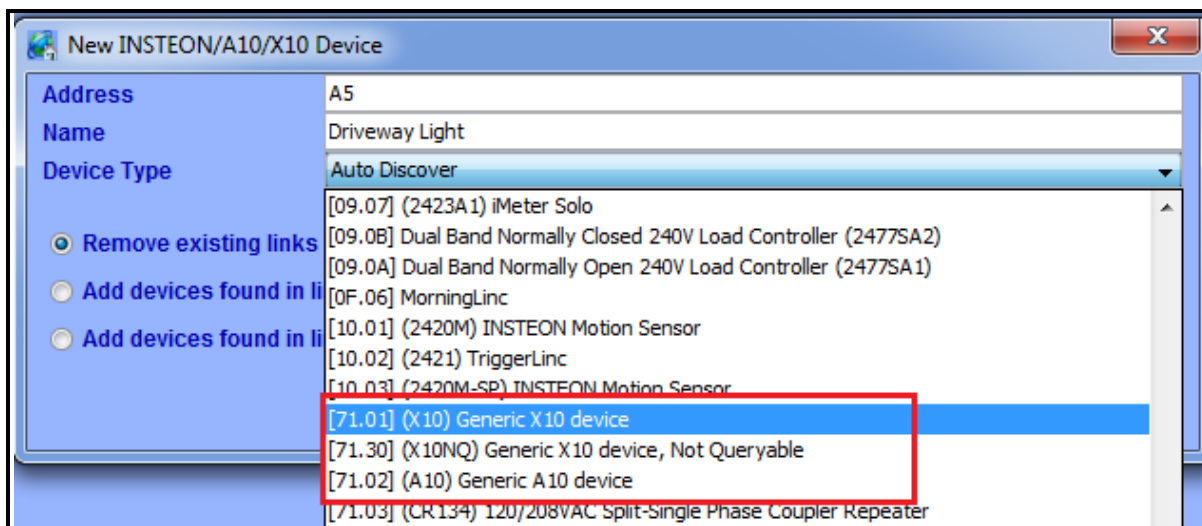 New INSTEON/A10/X10 Device
Address A5
Name Driveway Light
Device Type Auto Discover
[09.07] (2423A1) iMeter Solo
Remove existing links [09.0B] Dual Band Normally Closed 240V Load Controller (2477SA2)
[09.0A] Dual Band Normally Open 240V Load Controller (2477SA1)
Add devices found in li [0F.06] MorningLinc
[10.01] (2420M) INSTEON Motion Sensor
Add devices found in li [10.02] (2421) TriggerLinc
[10.03] (2420M-SP) INSTEON Motion Sensor
[71.01] (X10) Generic X10 device
[71.30] (X10NQ) Generic X10 device, Not Queryable
[71.02] (A10) Generic A10 device
[71.03] (CR134) 120/208VAC Split-Single Phase Coupler Repeater